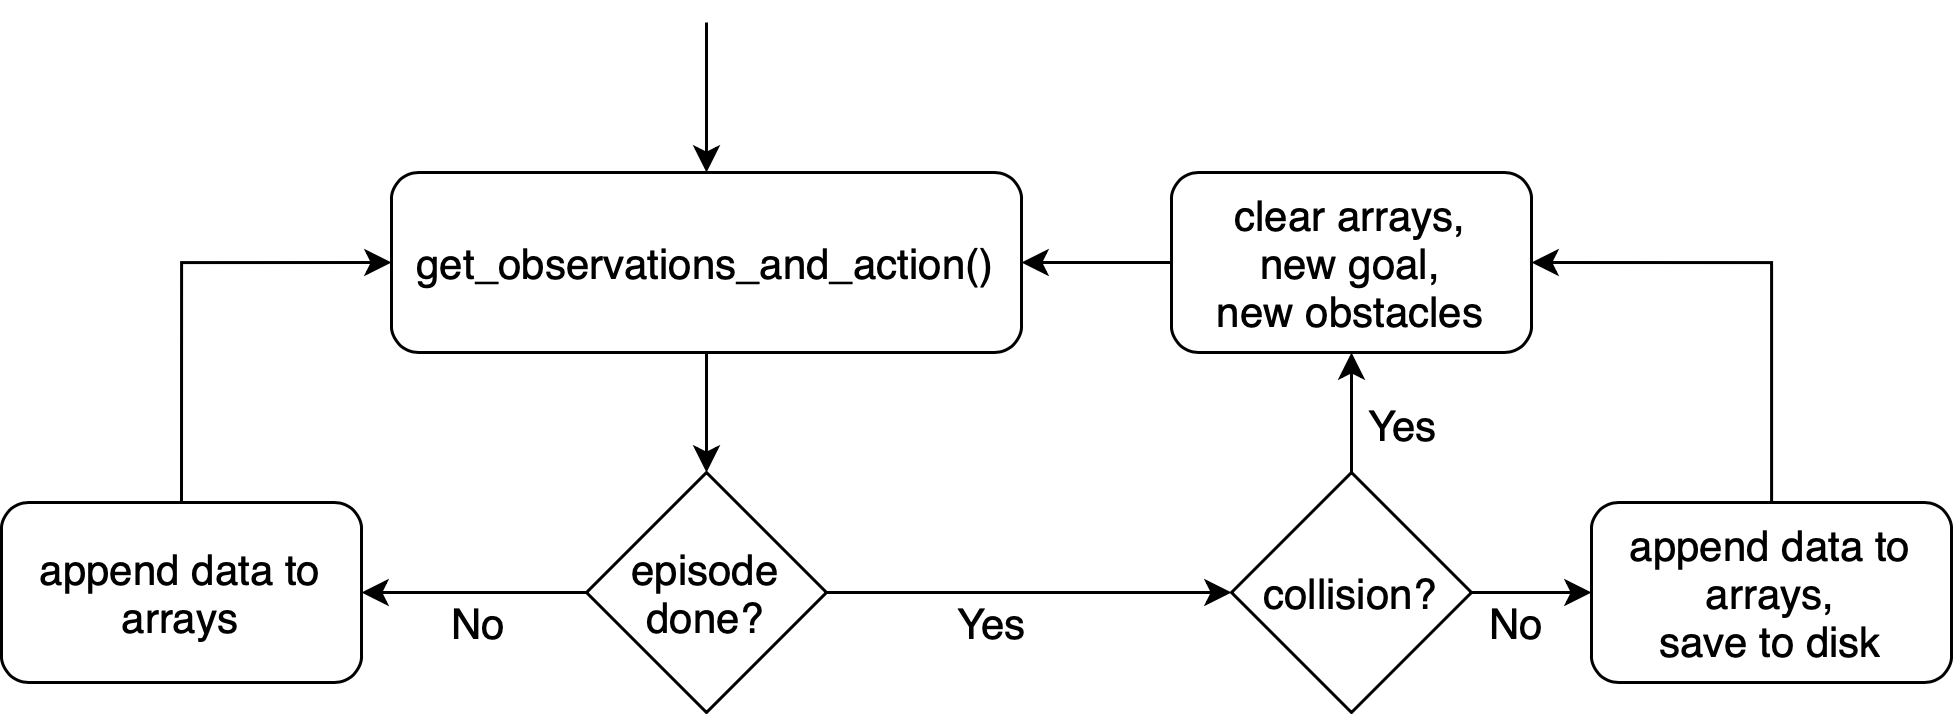 get_observations_and_action()
clear arrays,
new goal,
new obstacles
Yes
append data to
arrays
No
episode
done?
Yes
collision?
No
append data to
arrays,
save to disk